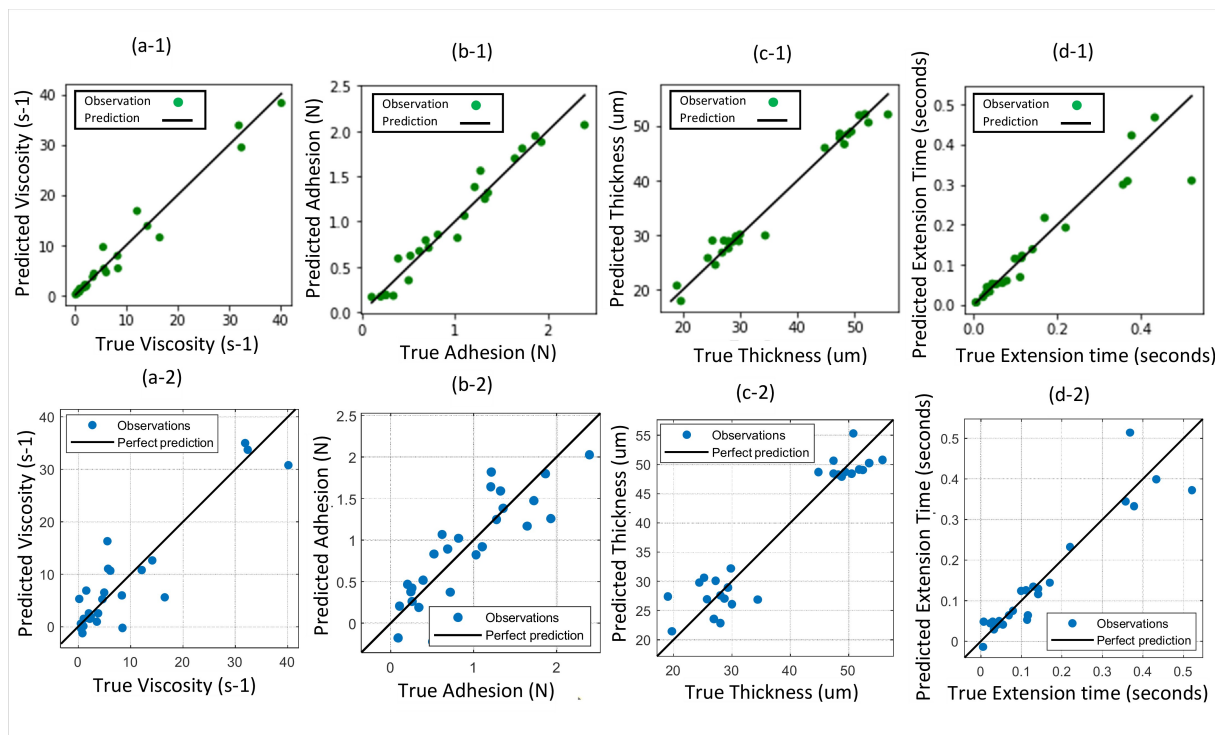 (a-1)
Predicted Viscosity (s-1)
40
30
20
10
0
Observation
Prediction
0 10 20 30 40
True Viscosity (s-1)
(b-1)
Predicted Adhesion (N)
2.5
2.0
1.5
1.0
0.5
0.0
Observation
Prediction
0 1 2
True Adhesion (N)
(c-1)
Predicted Thickness (um)
50
40
30
20
Observation
Prediction
20 30 40 50
True Thickness (um)
(d-1)
Predicted Extension Time (seconds)
0.5
0.4
0.3
0.2
0.1
0.0
Observation
Prediction
0.0 0.2 0.4
True Extension time (seconds)
(a-2)
Predicted Viscosity (s-1)
40
30
20
10
0
Observations
Perfect prediction
0 10 20 30 40
True Viscosity (s-1)
(b-2)
Predicted Adhesion (N)
2.5
2
1.5
1
0.5
0
Observations
Perfect prediction
0 1 2
True Adhesion (N)
(c-2)
Predicted Thickness (um)
55
50
45
40
35
30
25
20
Observations
Perfect prediction
20 30 40 50
True Thickness (um)
(d-2)
Predicted Extension Time (seconds)
0.5
0.4
0.3
0.2
0.1
0
Observations
Perfect prediction
0 0.1 0.2 0.3 0.4 0.5
True Extension time (seconds)